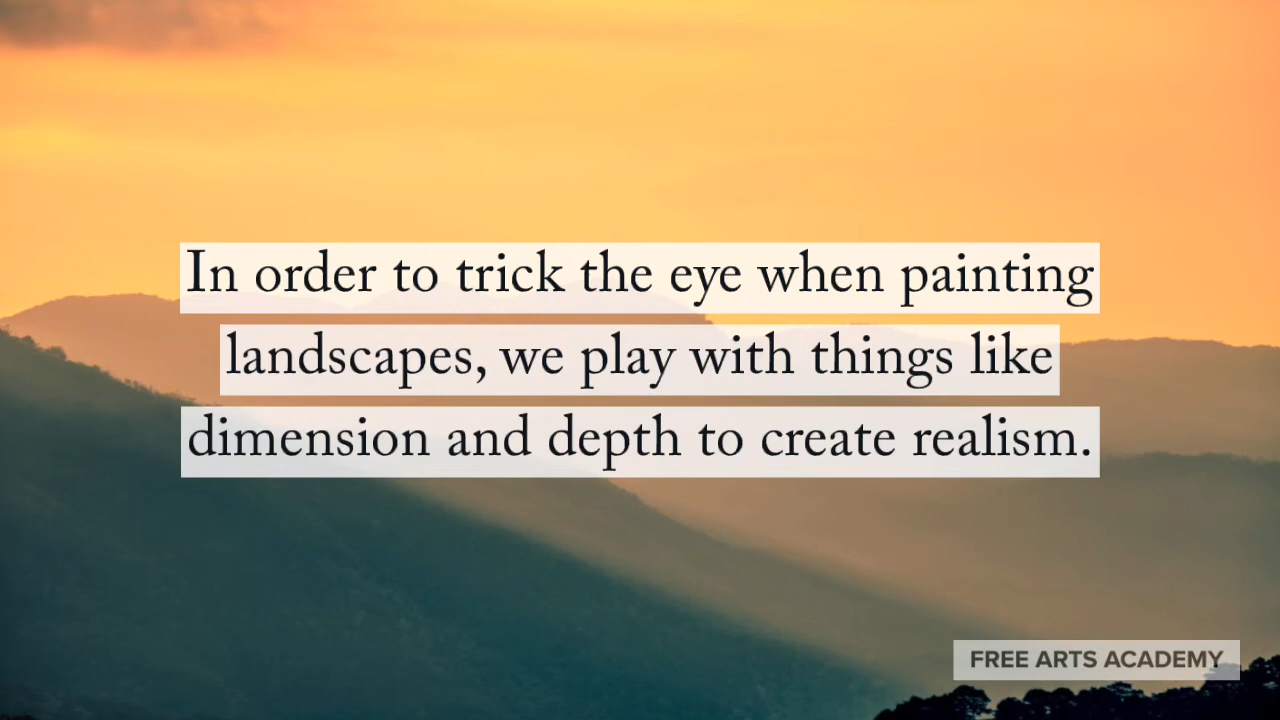 In order to trick the eye when painting
landscapes, we play with things like
dimension and depth to create realism.
FREE ARTS ACADEMY